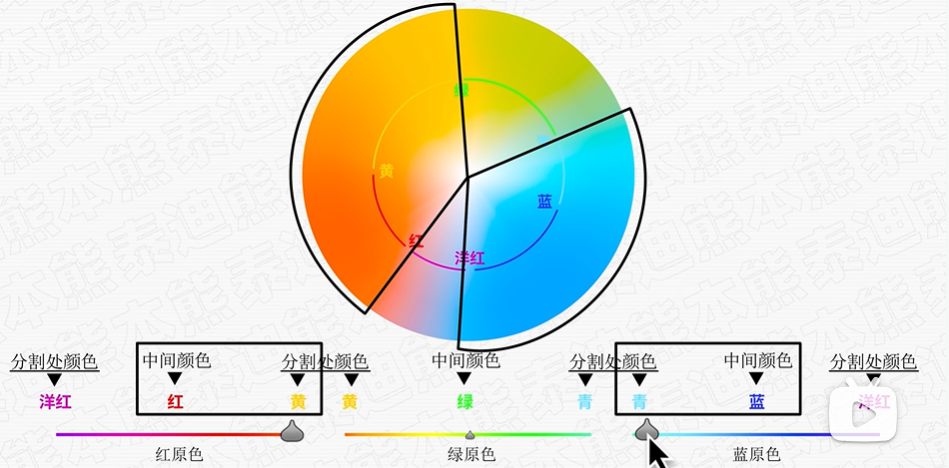 绿
黄
蓝
红
洋红
分割处颜色 中间颜色 分割处颜色 中间颜色 分割处颜色 中间颜色 分割处颜色
洋红 红 黄 黄 绿 青 青 蓝 洋红
红原色 绿原色 蓝原色